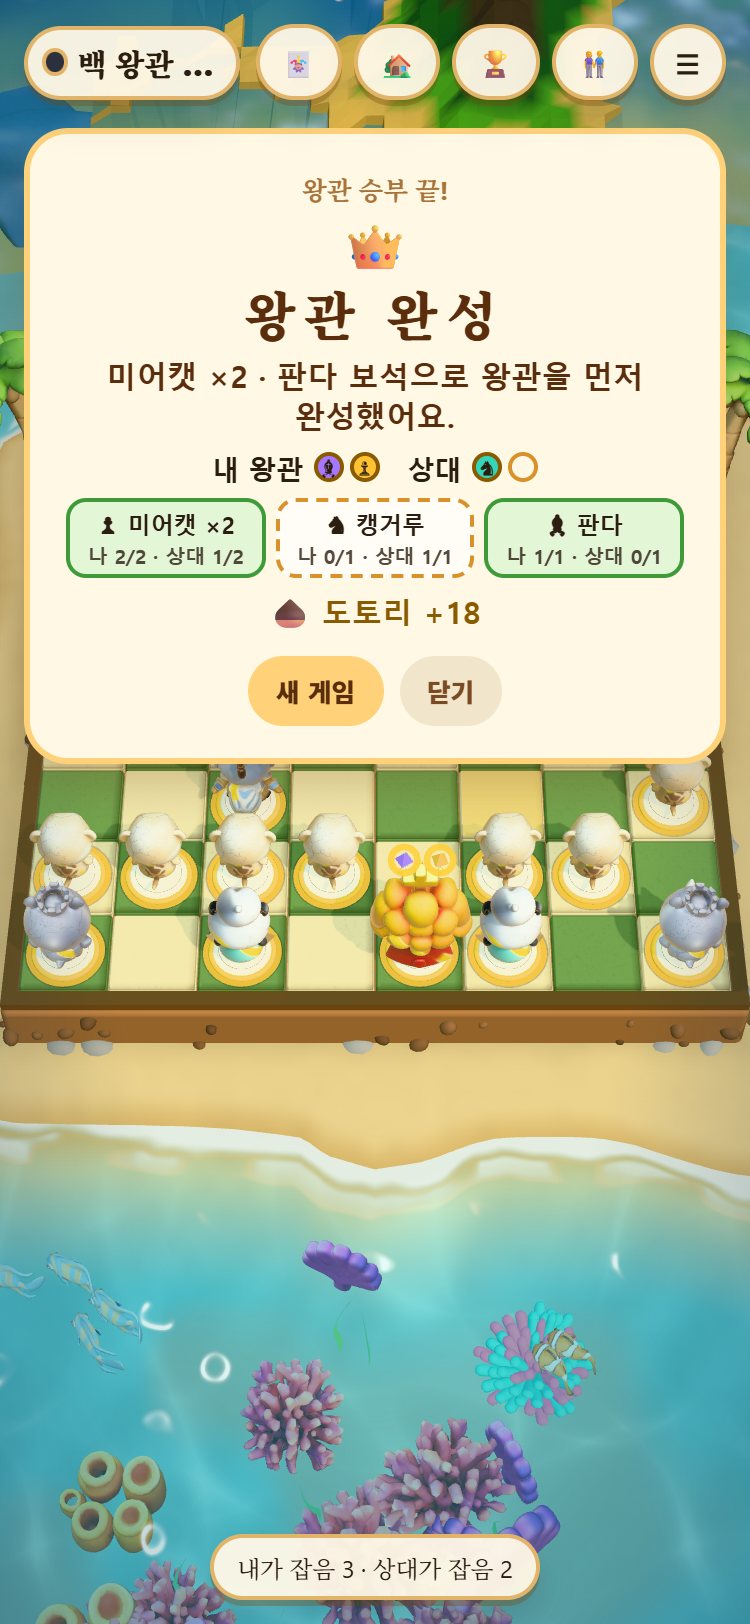 백 왕관 ...
왕관 승부 끝!
왕관 완성
미어캣 ×2 · 판다 보석으로 왕관을 먼저
완성했어요.
내 왕관 상대
미어캣 ×2 캥거루 판다
나 2/2 · 상대 1/2 나 0/1 · 상대 1/1 나 1/1 · 상대 0/1
도토리 +18
새 게임 닫기
내가 잡음 3 · 상대가 잡음 2